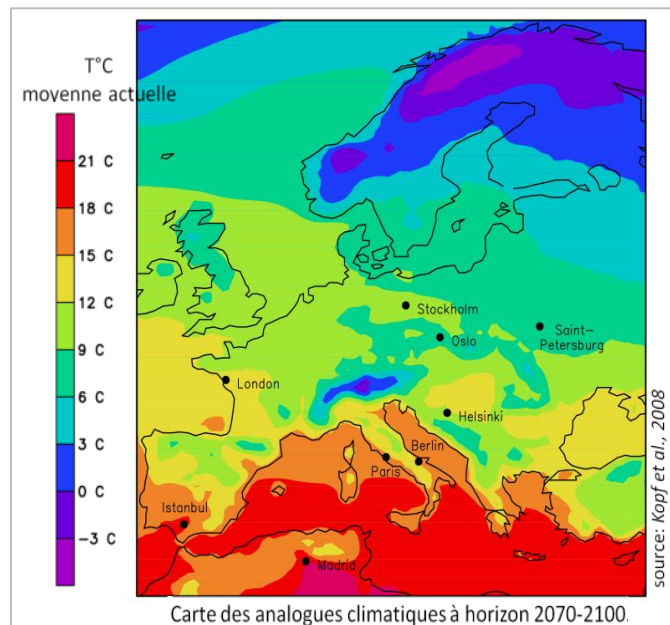 T°C
moyenne actuelle
21 C
18 C
15 C
12 C
9 C
6 C
3 C
0 C
-3 C
Stockholm
Oslo
Saint-
Petersburg
London
Helsinki
Berlin
Paris
Istanbul
Madrid
source: Kopf et al., 2008
Carte des analogues climatiques à horizon 2070-2100.